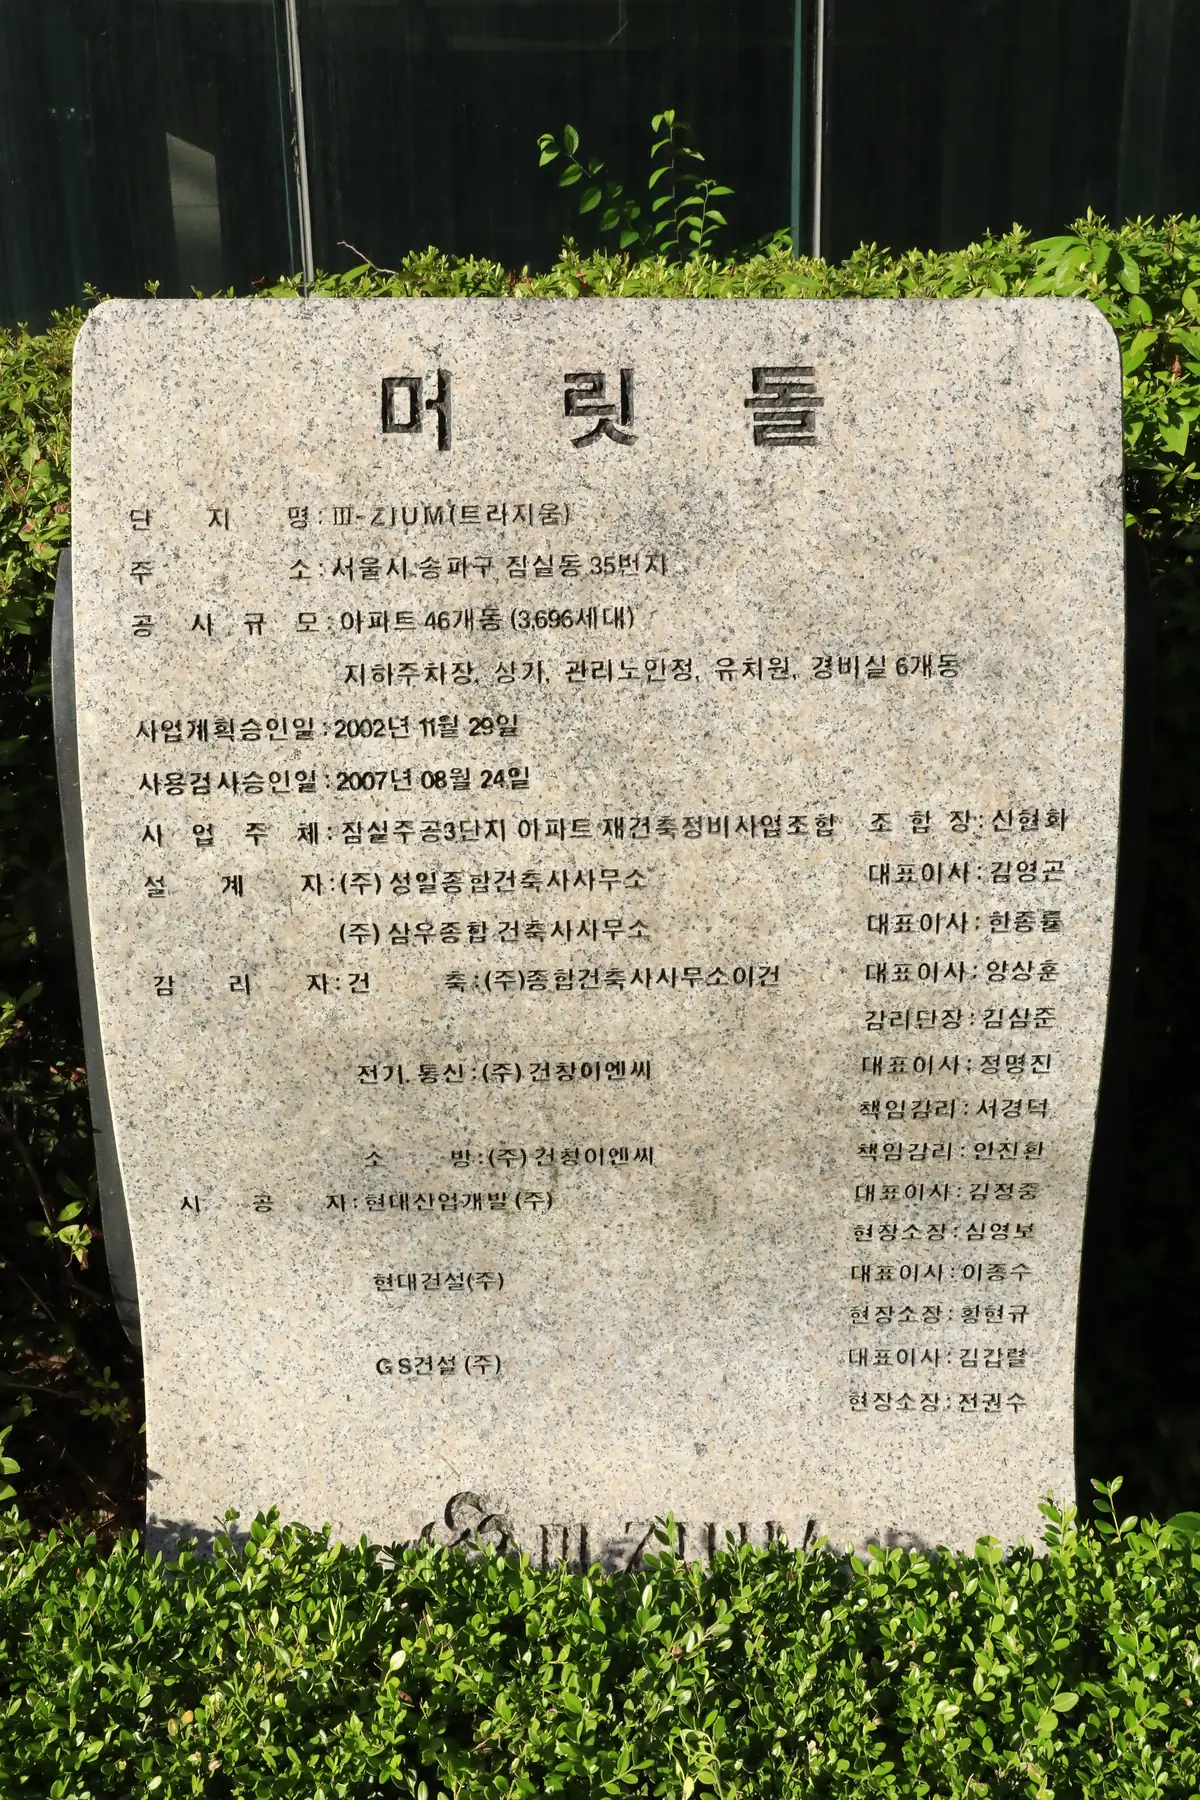 머릿돌
단지명 : Ⅲ-ZIUM(트라지움)
주소 : 서울시 송파구 잠실동 35번지
공사규모 : 아파트 46개동 (3,696세대)
지하주차장, 상가, 관리노인정, 유치원, 경비실 6개동
사업계획승인일 : 2002년 11월 29일
사용검사승인일 : 2007년 08월 24일
사업주체 : 잠실주공3단지 아파트 재건축정비사업조합 조합장 : 신현화
설계자 : (주) 성일종합건축사사무소 대표이사 : 김영곤
(주) 삼우종합 건축사사무소 대표이사 : 한종률
감리자 : 건축 : (주)종합건축사사무소이건 대표이사 : 양상훈
감리단장 : 김삼준
전기. 통신 : (주) 건창이엔씨 대표이사 : 정명진
책임감리 : 서경덕
소방 : (주) 건창이엔씨 책임감리 : 안진환
시공자 : 현대산업개발 (주) 대표이사 : 김정중
현장소장 : 심영보
현대건설(주) 대표이사 : 이종수
현장소장 : 황현규
GS건설 (주) 대표이사 : 김갑렬
현장소장 : 전권수
Ⅲ-ZIUM